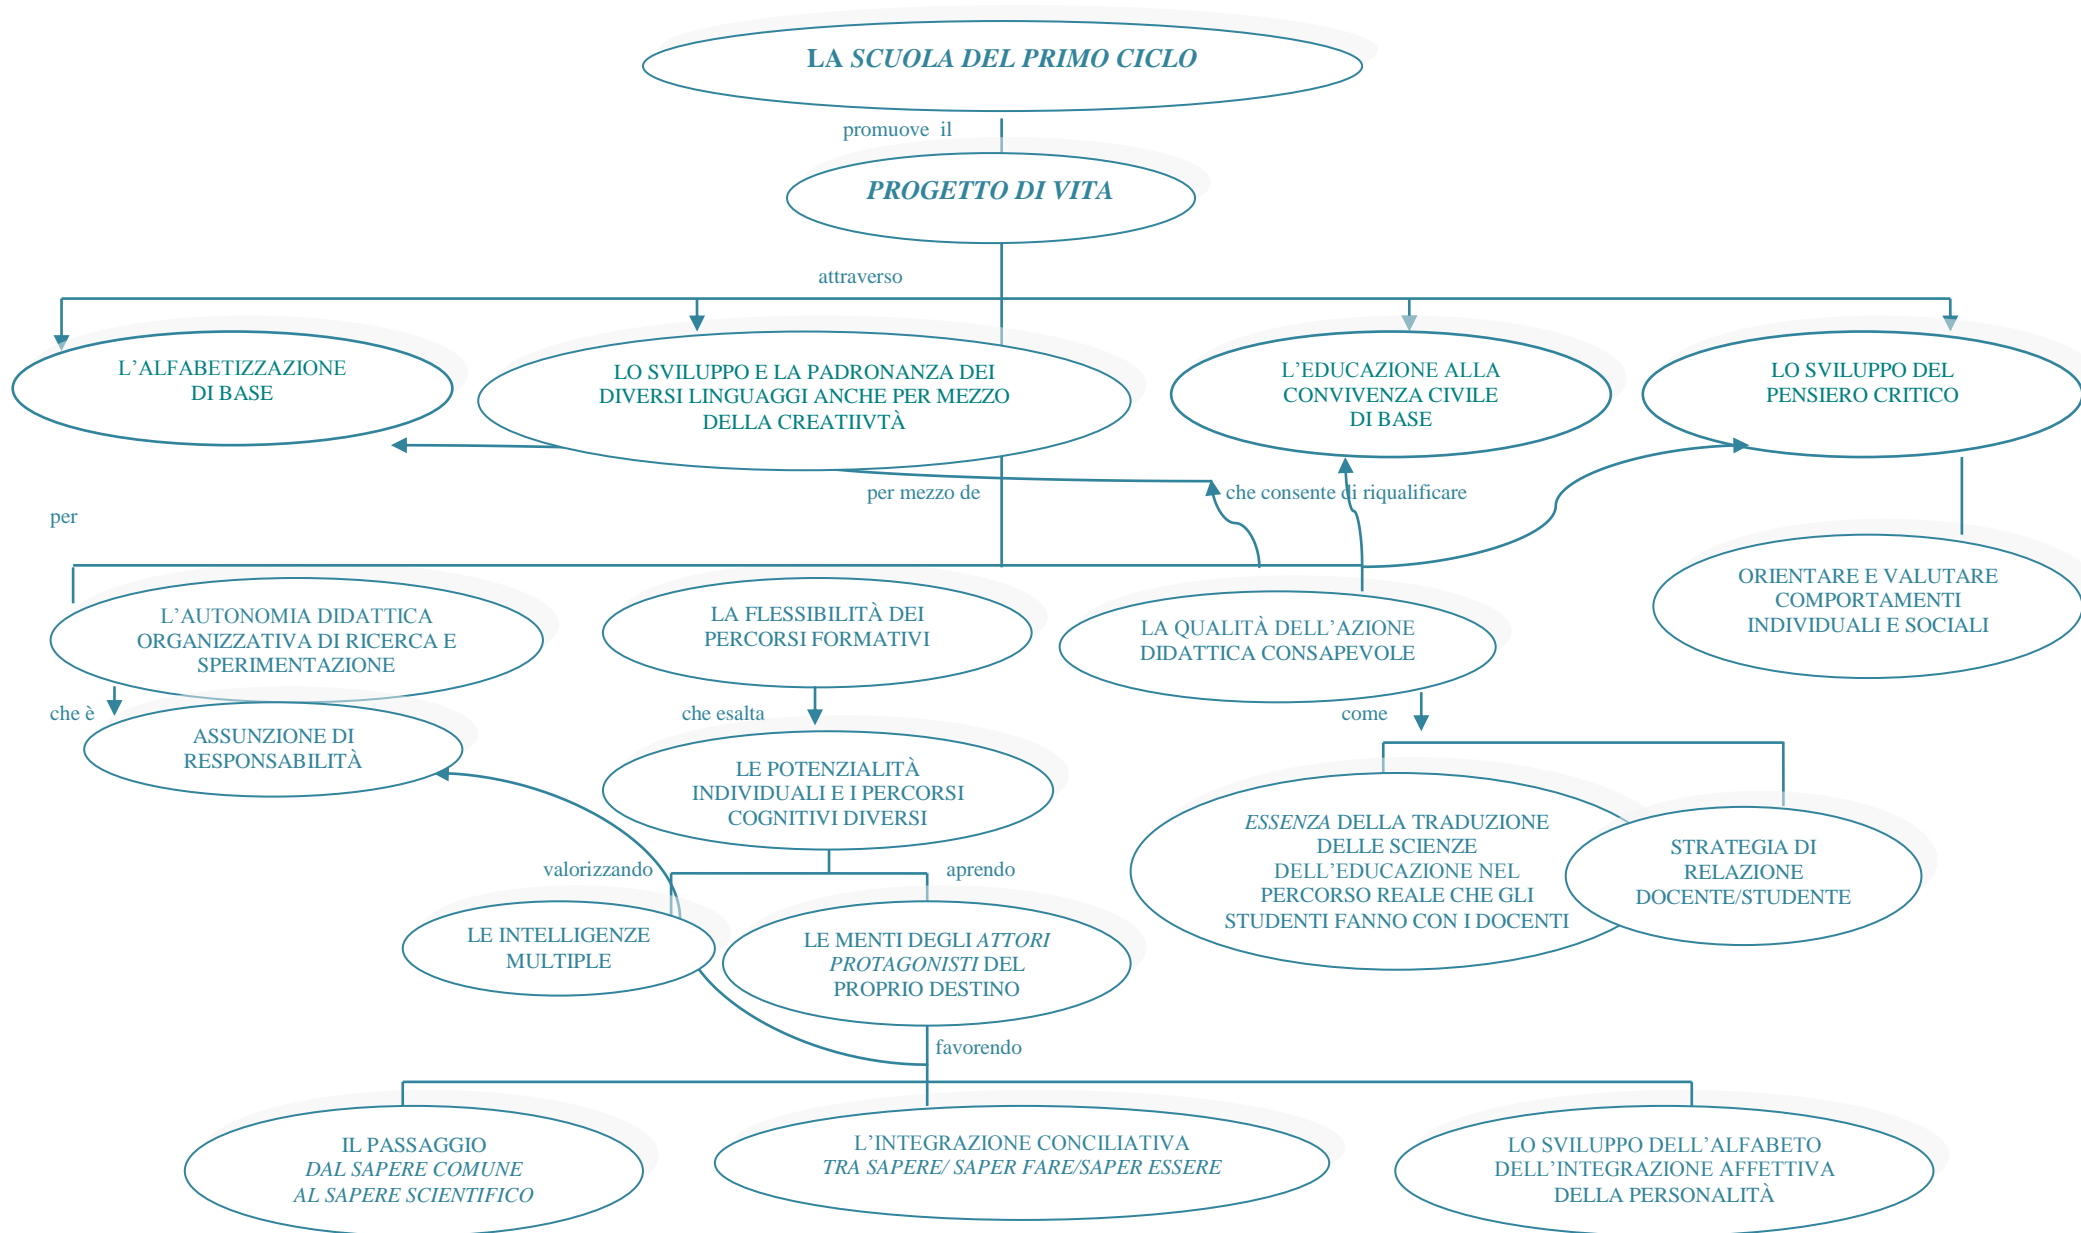 LA SCUOLA DEL PRIMO CICLO
promuove il
PROGETTO DI VITA
attraverso
L'ALFABETIZZAZIONE
DI BASE
LO SVILUPPO E LA PADRONANZA DEI
DIVERSI LINGUAGGI ANCHE PER MEZZO
DELLA CREATIIVTÀ
L'EDUCAZIONE ALLA
CONVIVENZA CIVILE
DI BASE
LO SVILUPPO DEL
PENSIERO CRITICO
per mezzo de
che consente di riqualificare
per
L'AUTONOMIA DIDATTICA
ORGANIZZATIVA DI RICERCA E
SPERIMENTAZIONE
LA FLESSIBILITÀ DEI
PERCORSI FORMATIVI
LA QUALITÀ DELL'AZIONE
DIDATTICA CONSAPEVOLE
ORIENTARE E VALUTARE
COMPORTAMENTI
INDIVIDUALI E SOCIALI
che è
che esalta
come
ASSUNZIONE DI
RESPONSABILITÀ
LE POTENZIALITÀ
INDIVIDUALI E I PERCORSI
COGNITIVI DIVERSI
ESSENZA DELLA TRADUZIONE
DELLE SCIENZE
DELL'EDUCAZIONE NEL
PERCORSO REALE CHE GLI
STUDENTI FANNO CON I DOCENTI
STRATEGIA DI
RELAZIONE
DOCENTE/STUDENTE
valorizzando
aprendo
LE INTELLIGENZE
MULTIPLE
LE MENTI DEGLI ATTORI
PROTAGONISTI DEL
PROPRIO DESTINO
favorendo
IL PASSAGGIO
DAL SAPERE COMUNE
AL SAPERE SCIENTIFICO
L'INTEGRAZIONE CONCILIATIVA
TRA SAPERE/ SAPER FARE/SAPER ESSERE
LO SVILUPPO DELL'ALFABETO
DELL'INTEGRAZIONE AFFETTIVA
DELLA PERSONALITÀ